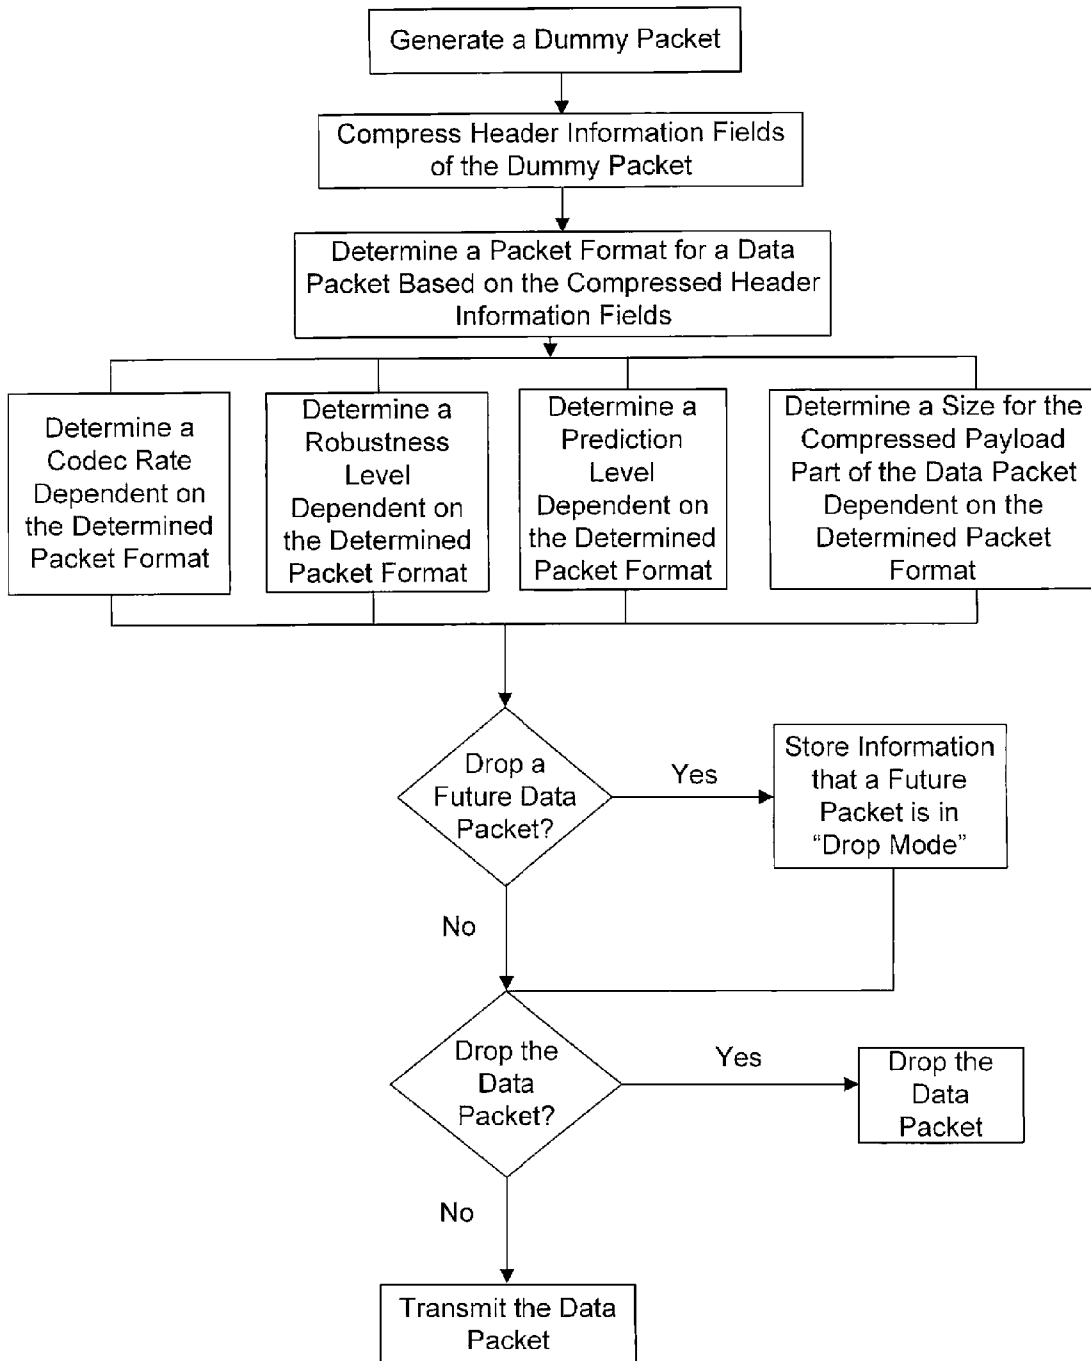 Generate a Dummy Packet
Compress Header Information Fields
of the Dummy Packet
Determine a Packet Format for a Data
Packet Based on the Compressed Header
Information Fields
Determine a
Codec Rate
Dependent on
the Determined
Packet Format
Determine a
Robustness
Level
Dependent on
the Determined
Packet Format
Determine a
Prediction
Level
Dependent on
the Determined
Packet Format
Determine a Size for the
Compressed Payload
Part of the Data Packet
Dependent on the
Determined Packet
Format
Drop a
Future Data
Packet?
Yes
Store Information
that a Future
Packet is in
“Drop Mode”
No
Drop the
Data
Packet?
Yes
Drop the
Data
Packet
No
Transmit the Data
Packet